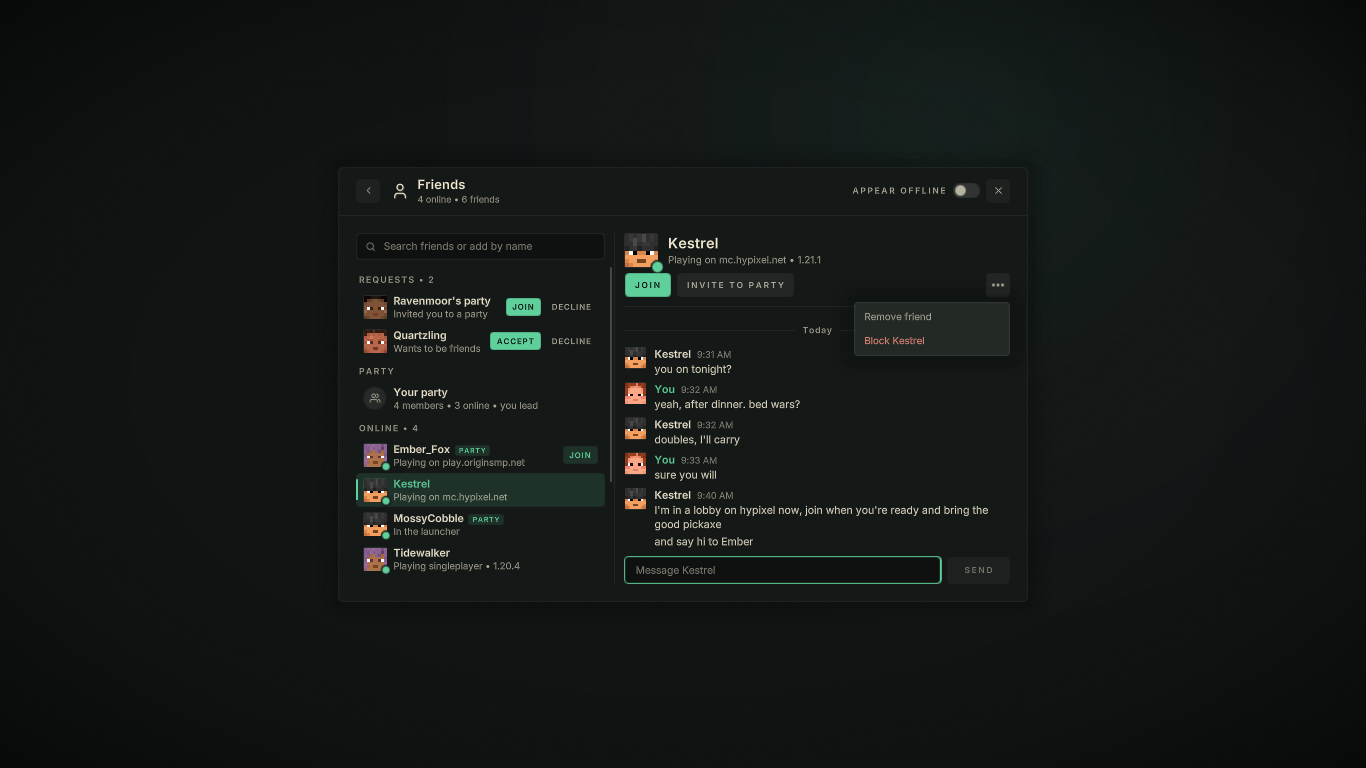 Friends
4 online • 6 friends
APPEAR OFFLINE
Search friends or add by name
REQUESTS • 2
Ravenmoor's party
Invited you to a party
JOIN
DECLINE
Quartzling
Wants to be friends
ACCEPT
DECLINE
PARTY
Your party
4 members • 3 online • you lead
ONLINE • 4
Ember_Fox
PARTY
Playing on play.originsmp.net
JOIN
Kestrel
Playing on mc.hypixel.net
MossyCobble
PARTY
In the launcher
Tidewalker
Playing singleplayer • 1.20.4
Kestrel
Playing on mc.hypixel.net • 1.21.1
JOIN
INVITE TO PARTY
Remove friend
Block Kestrel
Today
Kestrel 9:31 AM
you on tonight?
You 9:32 AM
yeah, after dinner. bed wars?
Kestrel 9:32 AM
doubles, I'll carry
You 9:33 AM
sure you will
Kestrel 9:40 AM
I'm in a lobby on hypixel now, join when you're ready and bring the
good pickaxe
and say hi to Ember
Message Kestrel
SEND